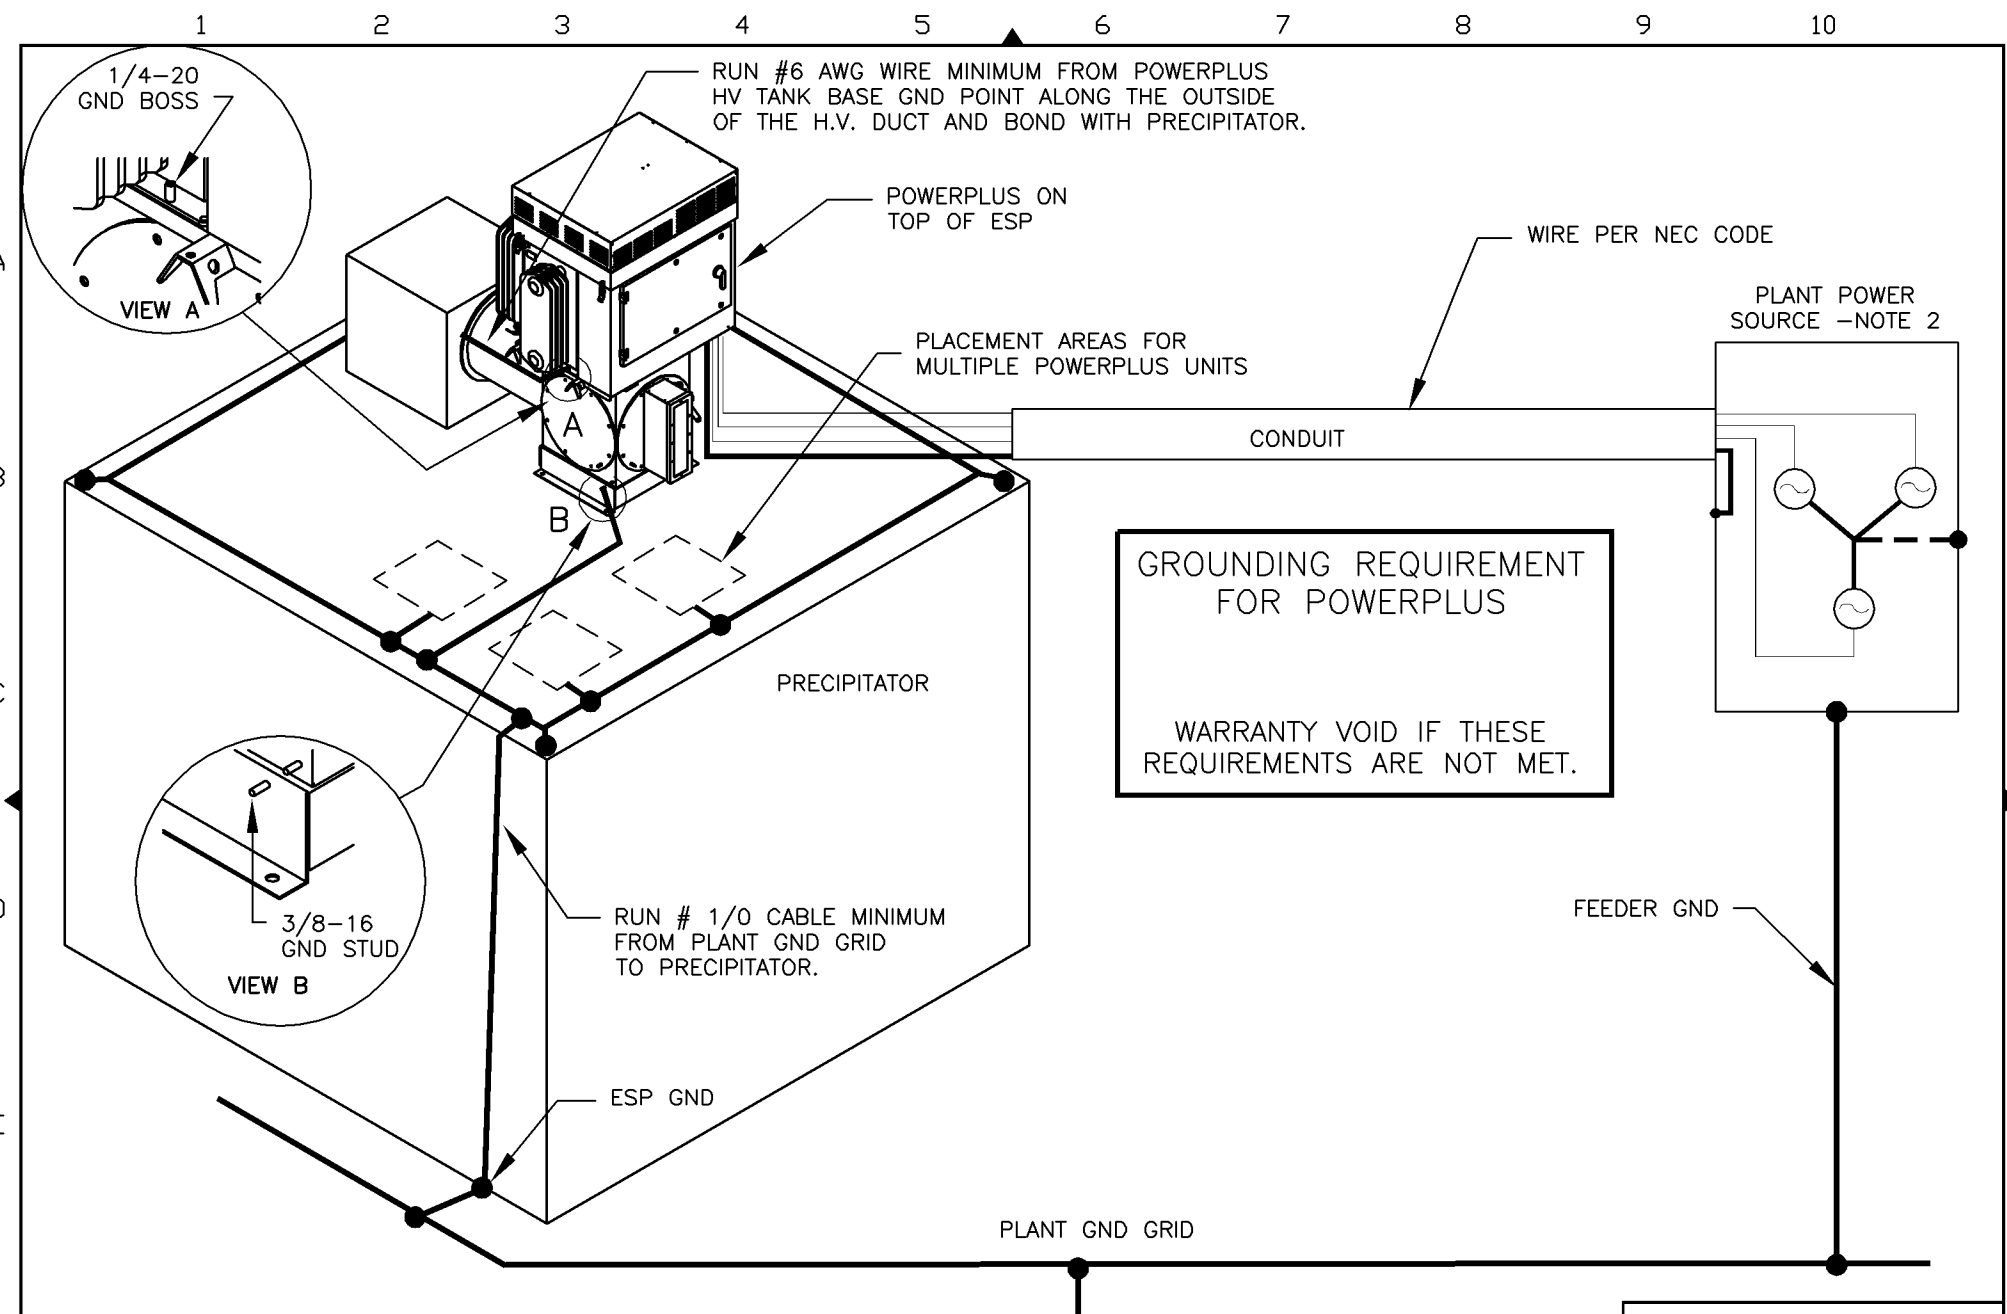 1 2 3 4 5 6 7 8 9 10
1/4-20
GND BOSS
VIEW A
RUN #6 AWG WIRE MINIMUM FROM POWERPLUS
HV TANK BASE GND POINT ALONG THE OUTSIDE
OF THE H.V. DUCT AND BOND WITH PRECIPITATOR.
POWERPLUS ON
TOP OF ESP
WIRE PER NEC CODE
PLANT POWER
SOURCE -NOTE 2
PLACEMENT AREAS FOR
MULTIPLE POWERPLUS UNITS
A
CONDUIT
B
GROUNDING REQUIREMENT
FOR POWERPLUS
WARRANTY VOID IF THESE
REQUIREMENTS ARE NOT MET.
PRECIPITATOR
3/8-16
GND STUD
VIEW B
RUN # 1/0 CABLE MINIMUM
FROM PLANT GND GRID
TO PRECIPITATOR.
FEEDER GND
ESP GND
PLANT GND GRID